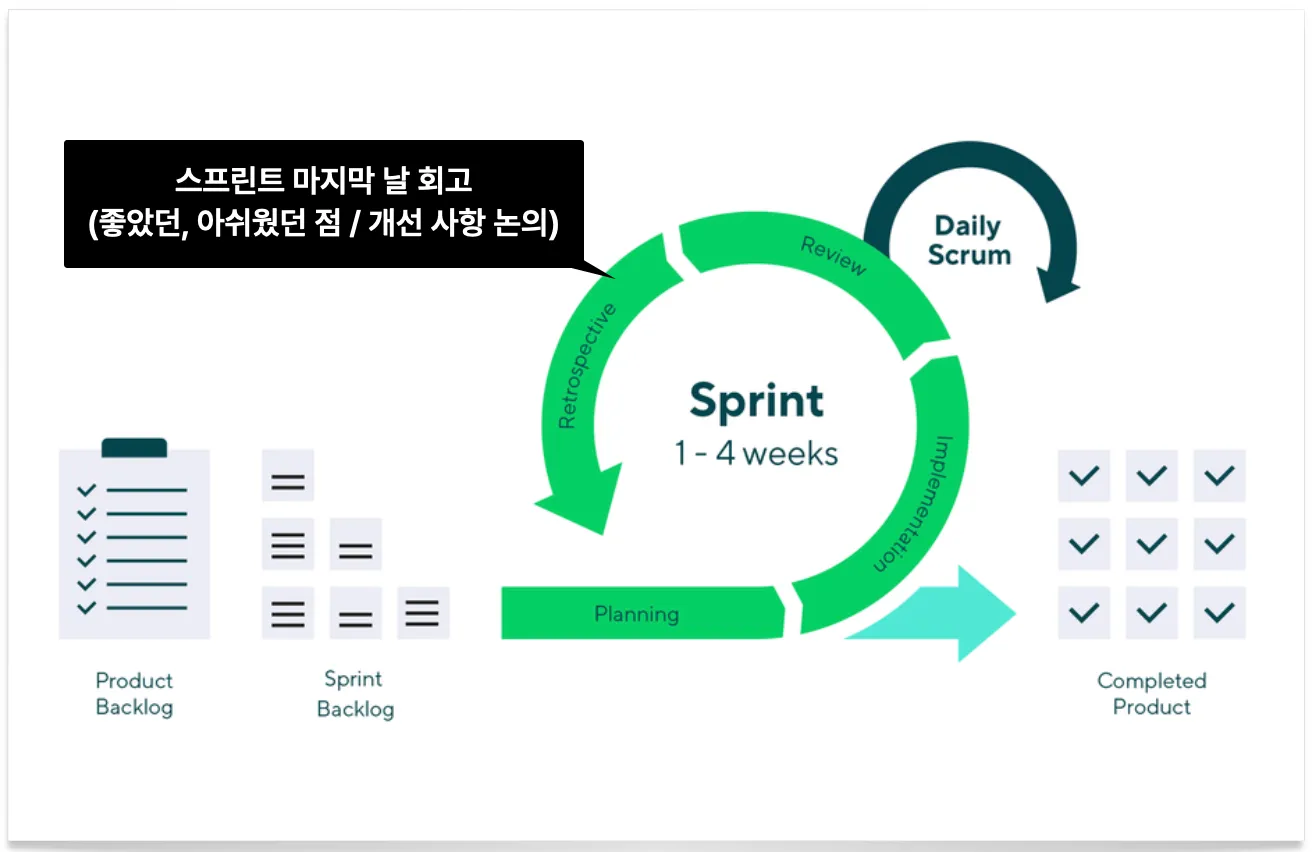 스프린트 마지막 날 회고
(좋았던, 아쉬웠던 점 / 개선 사항 논의)
Daily
Scrum
Review
Retrospective
Sprint
1 - 4 weeks
Implementation
Planning
Product
Backlog
Sprint
Backlog
Completed
Product